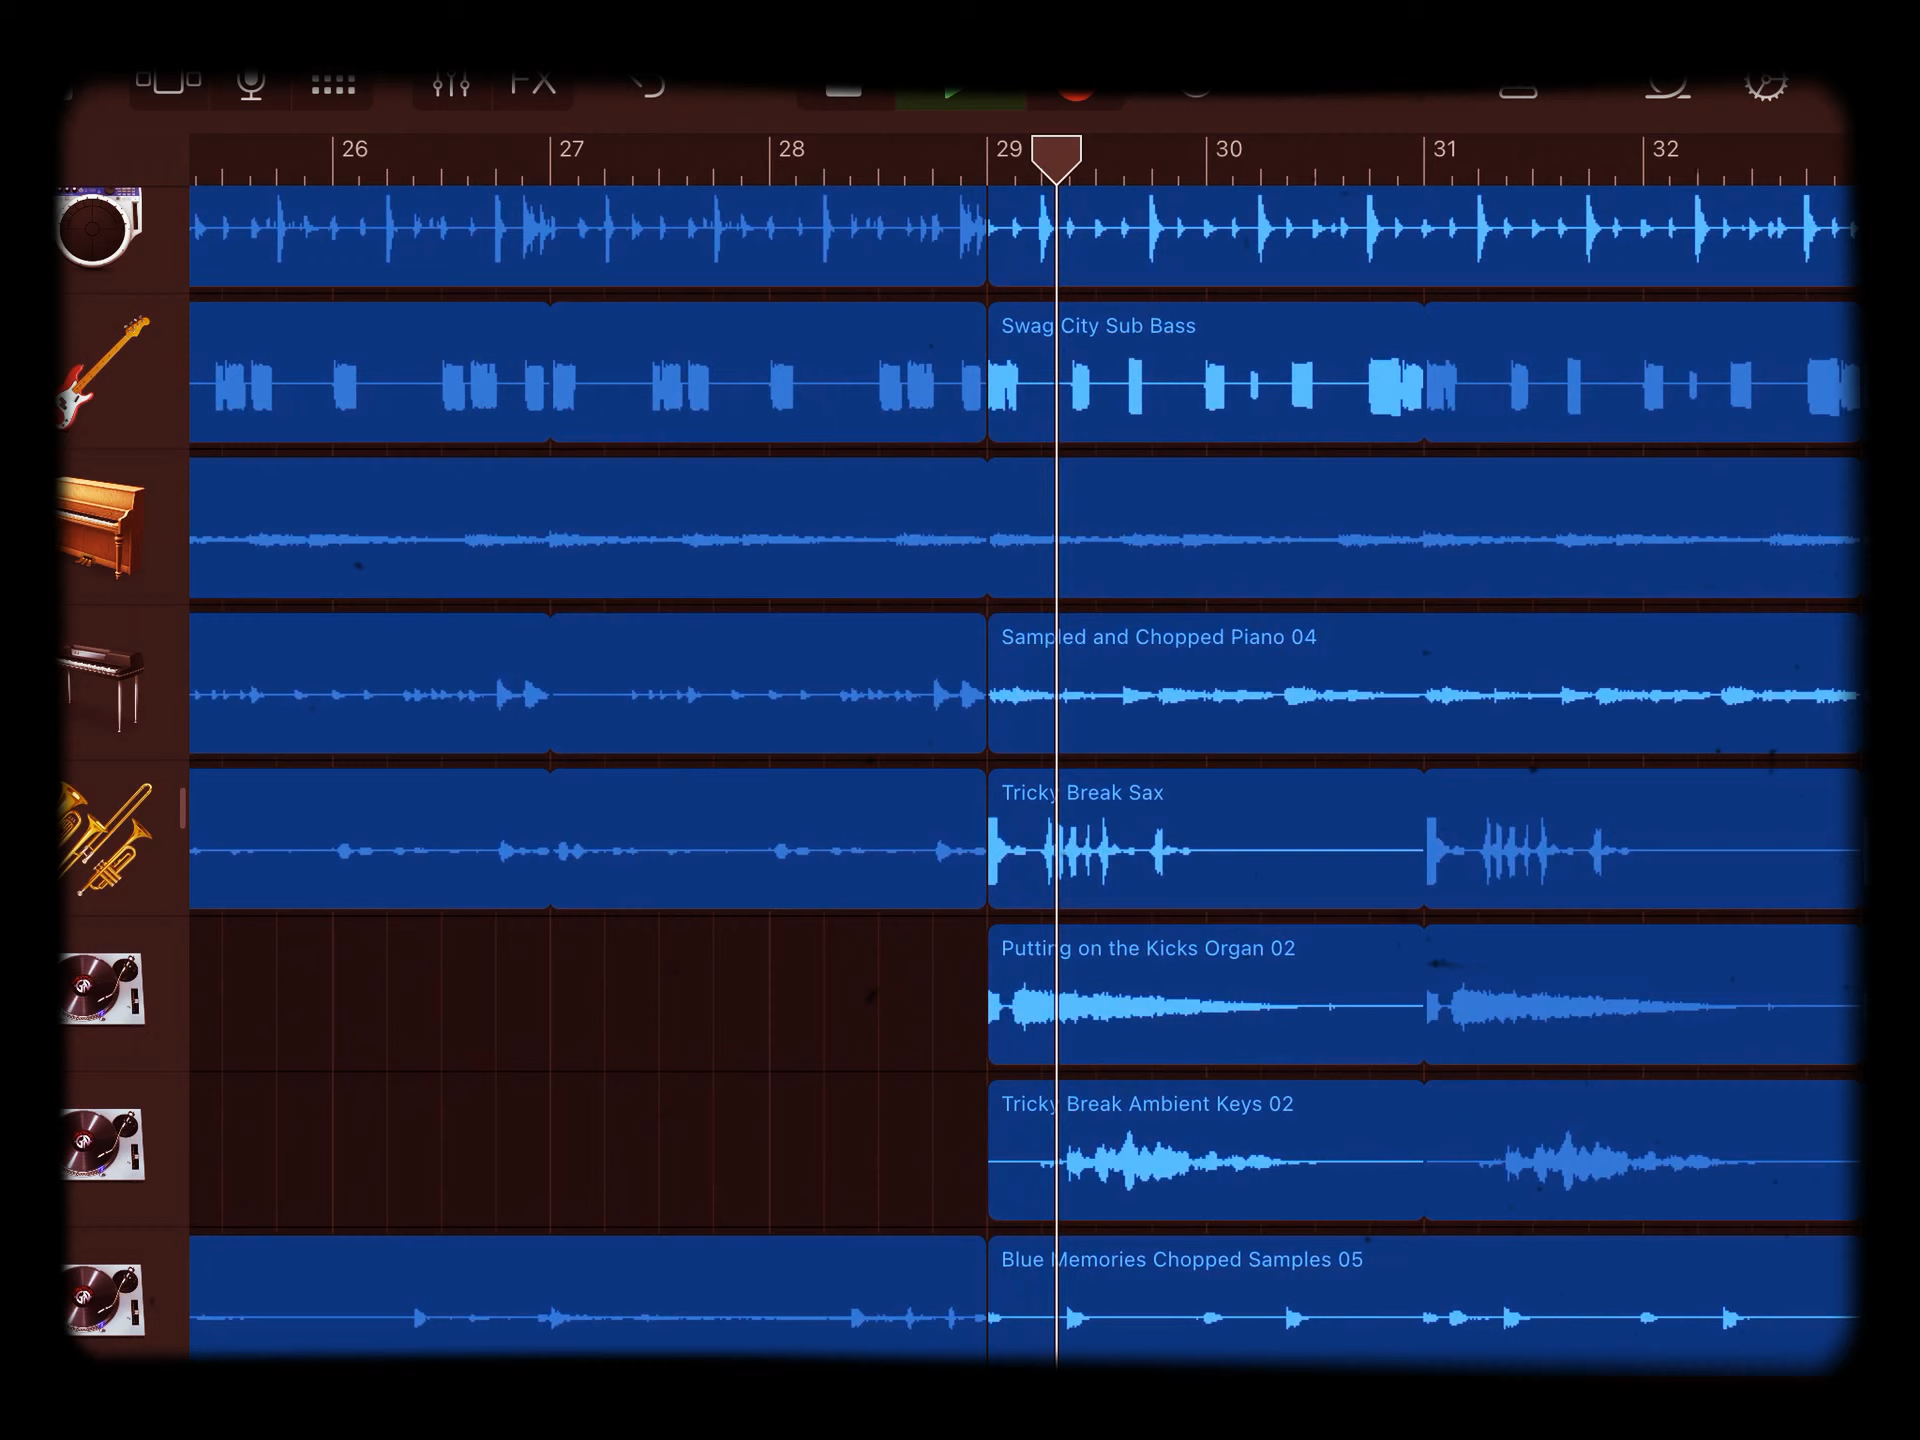 FX
26 27 28 29 30 31 32
Swag City Sub Bass
Sampled and Chopped Piano 04
Tricky Break Sax
Putting on the Kicks Organ 02
Tricky Break Ambient Keys 02
Blue Memories Chopped Samples 05